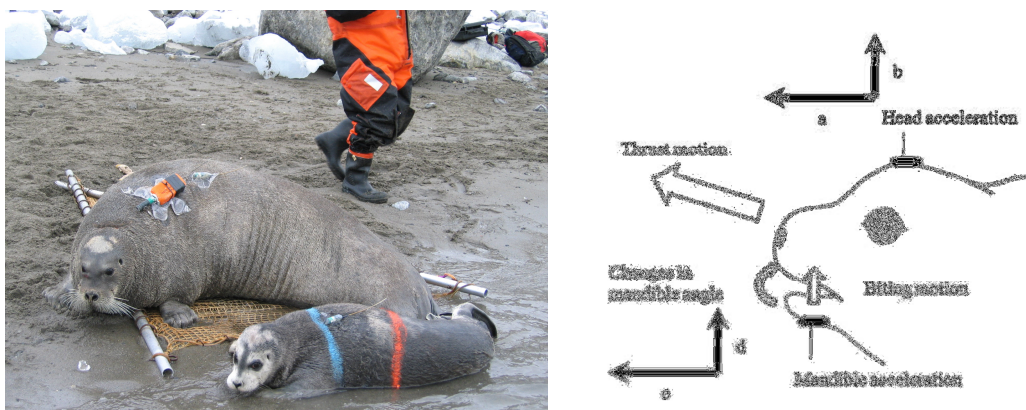 b
a
Head acceleration
Thrust motion
Changes in
mandible angle
Biting motion
d
c
Mandible acceleration